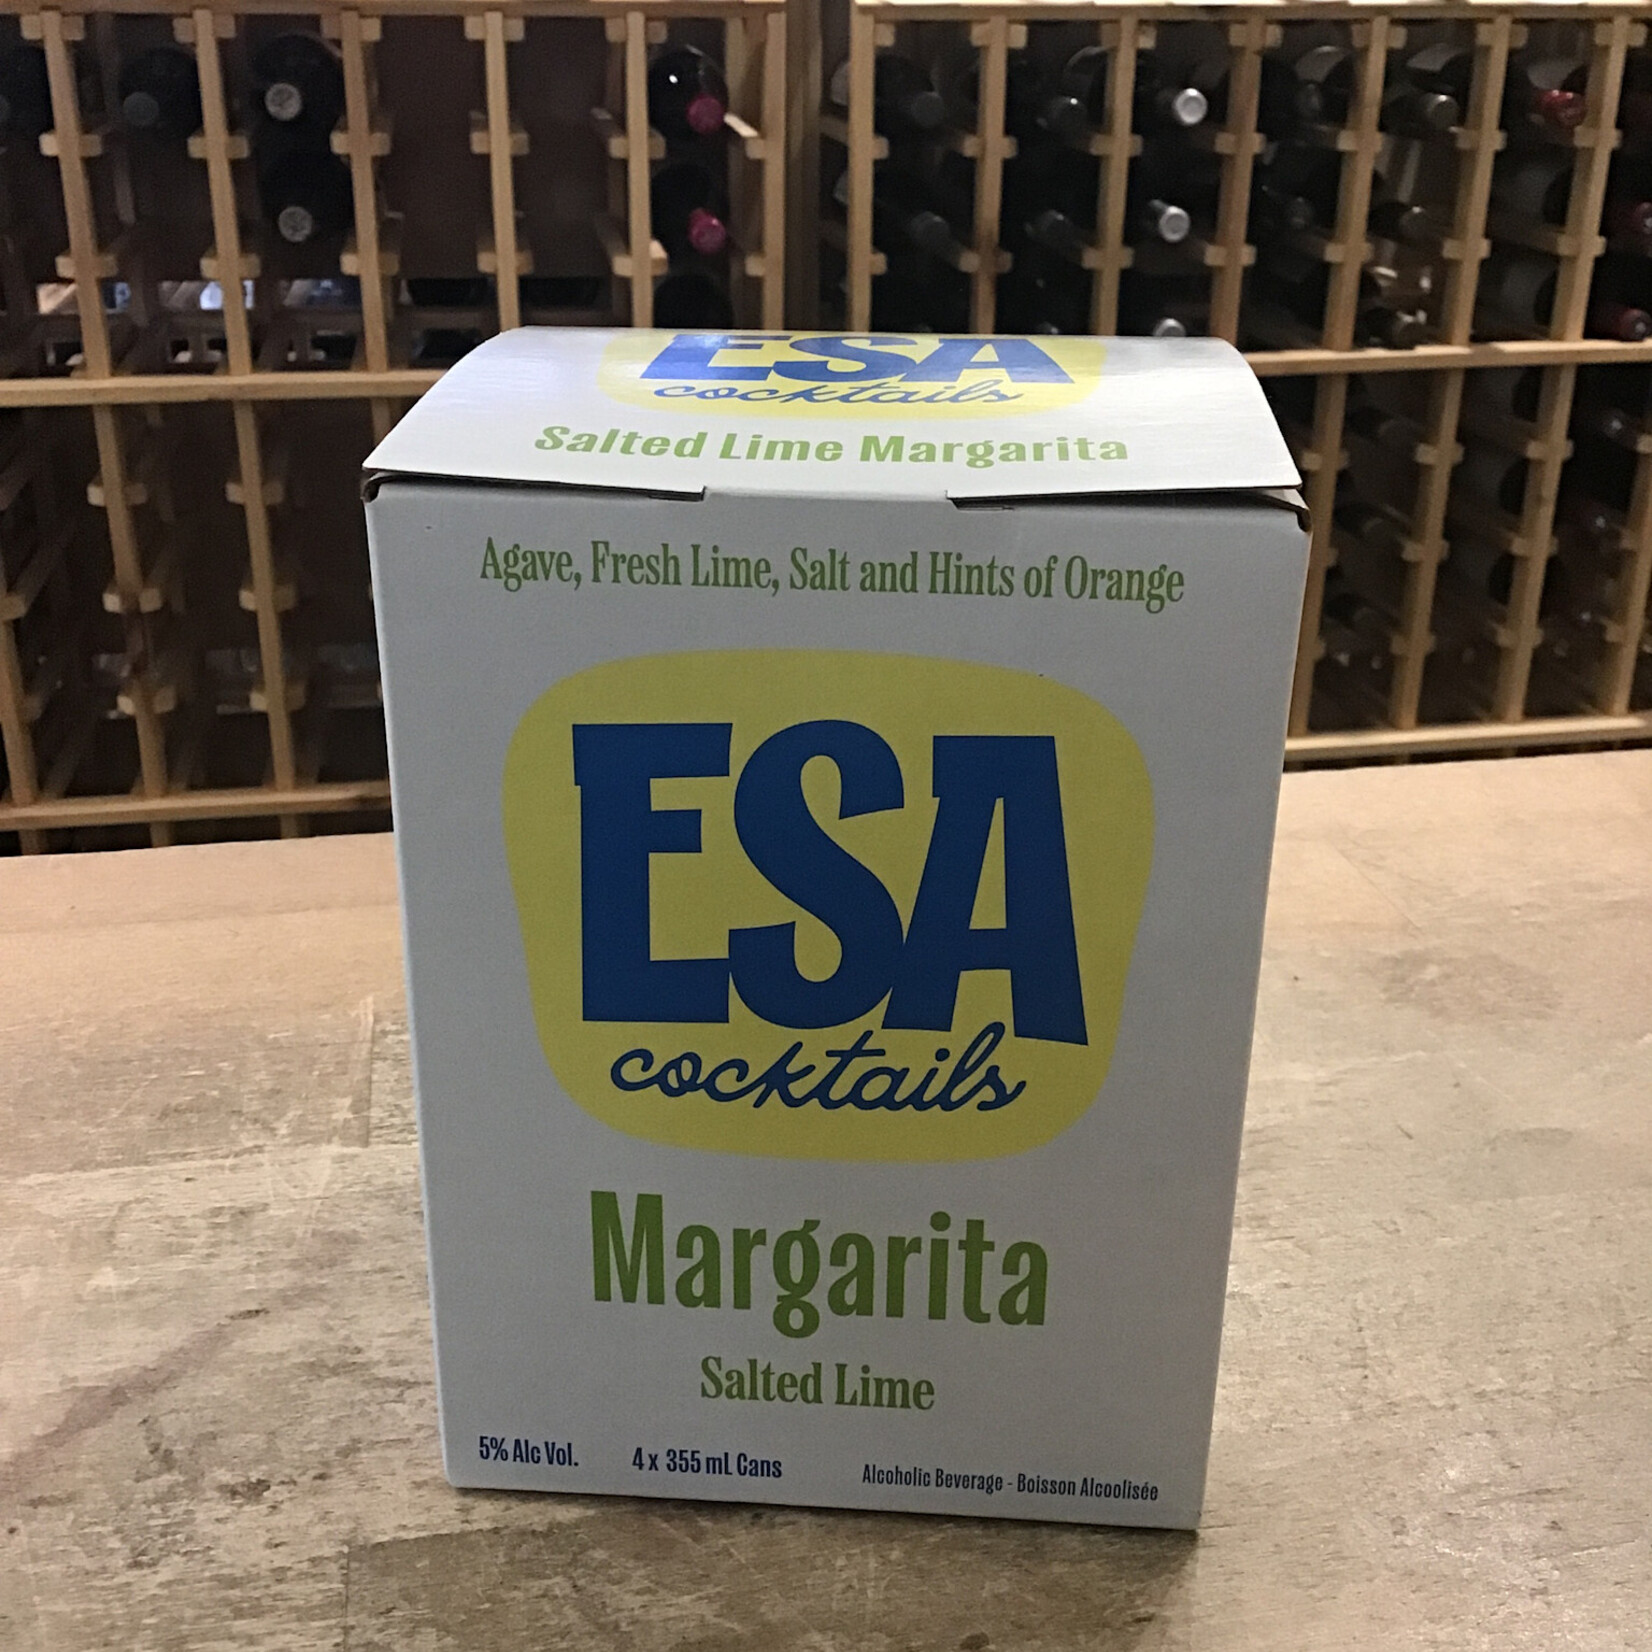 ESA
cocktails
Salted Lime Margarita
Agave, Fresh Lime, Salt and Hints of Orange
ESA
cocktails
Margarita
Salted Lime
5% Alc Vol.
4 x 355 mL Cans
Alcoholic Beverage - Boisson Alcoolisée